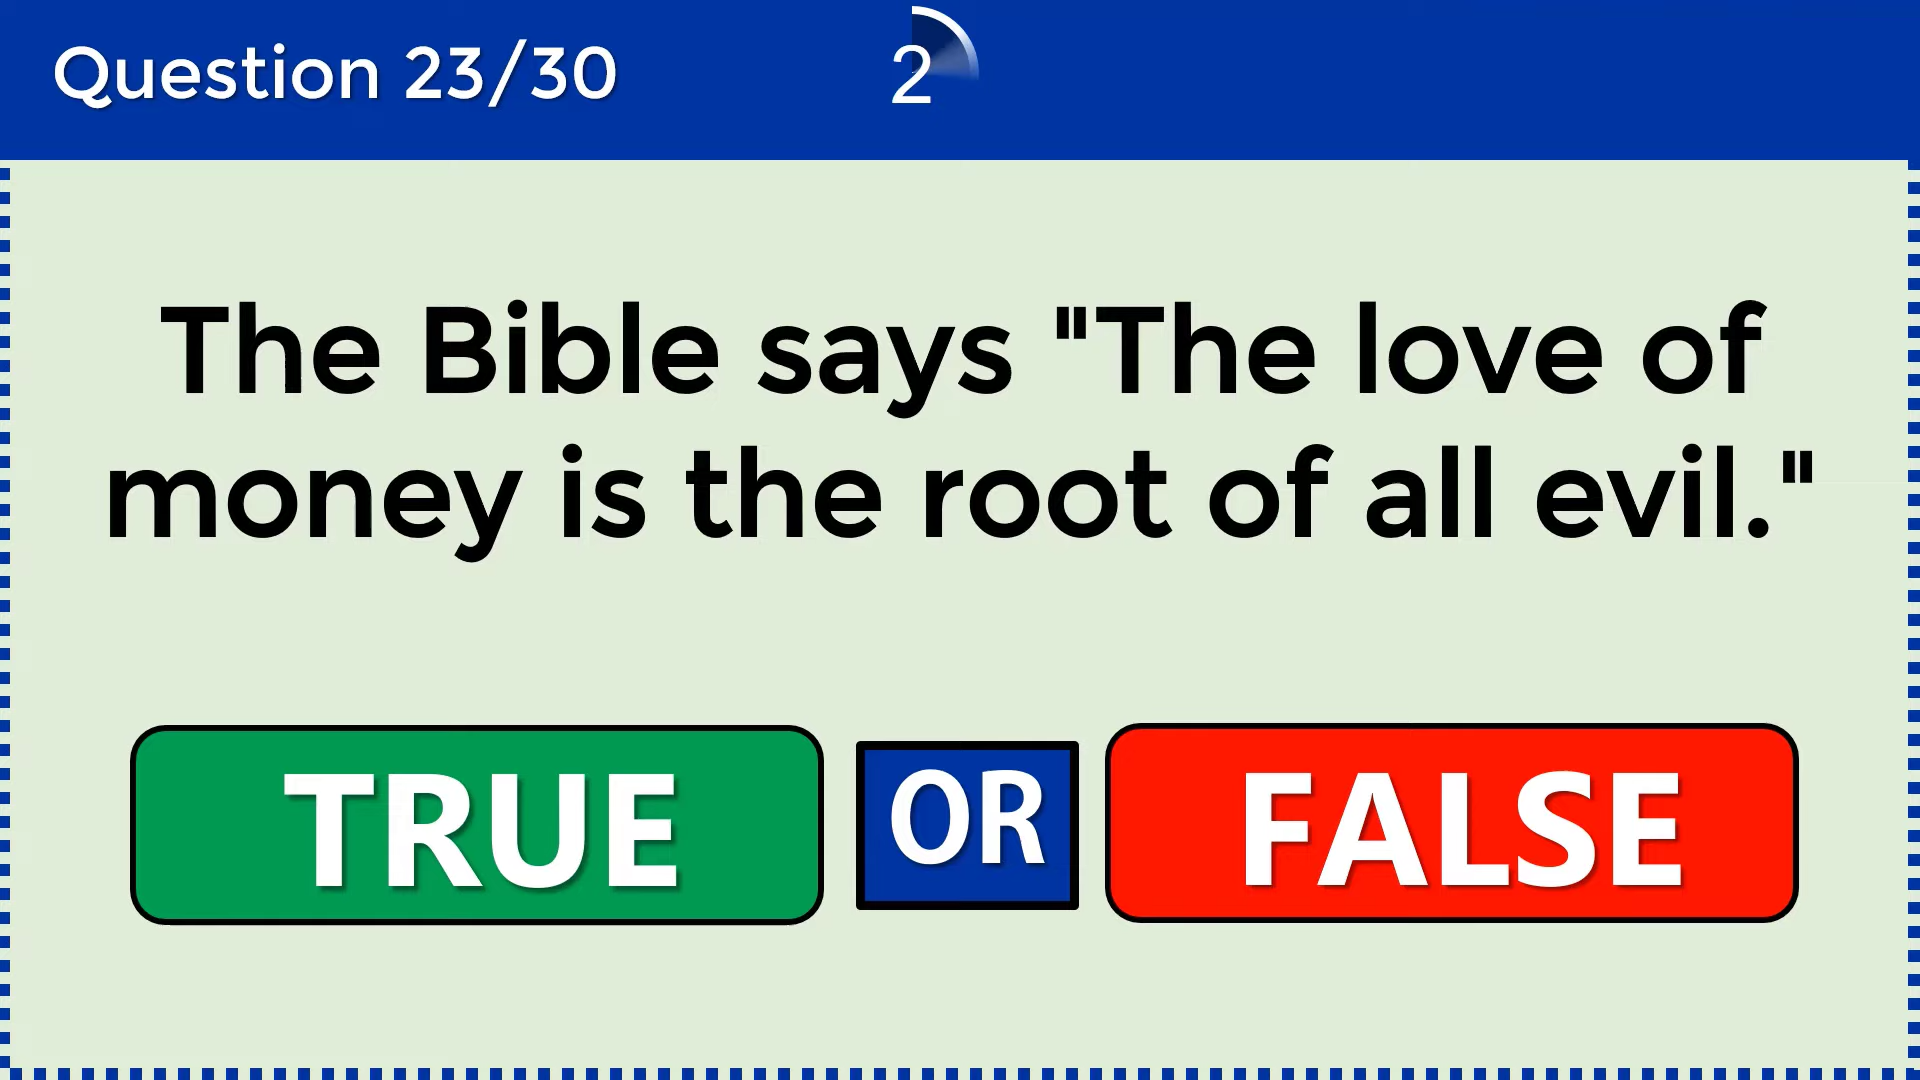 Question 23/30
2
The Bible says "The love of
money is the root of all evil."
TRUE OR FALSE